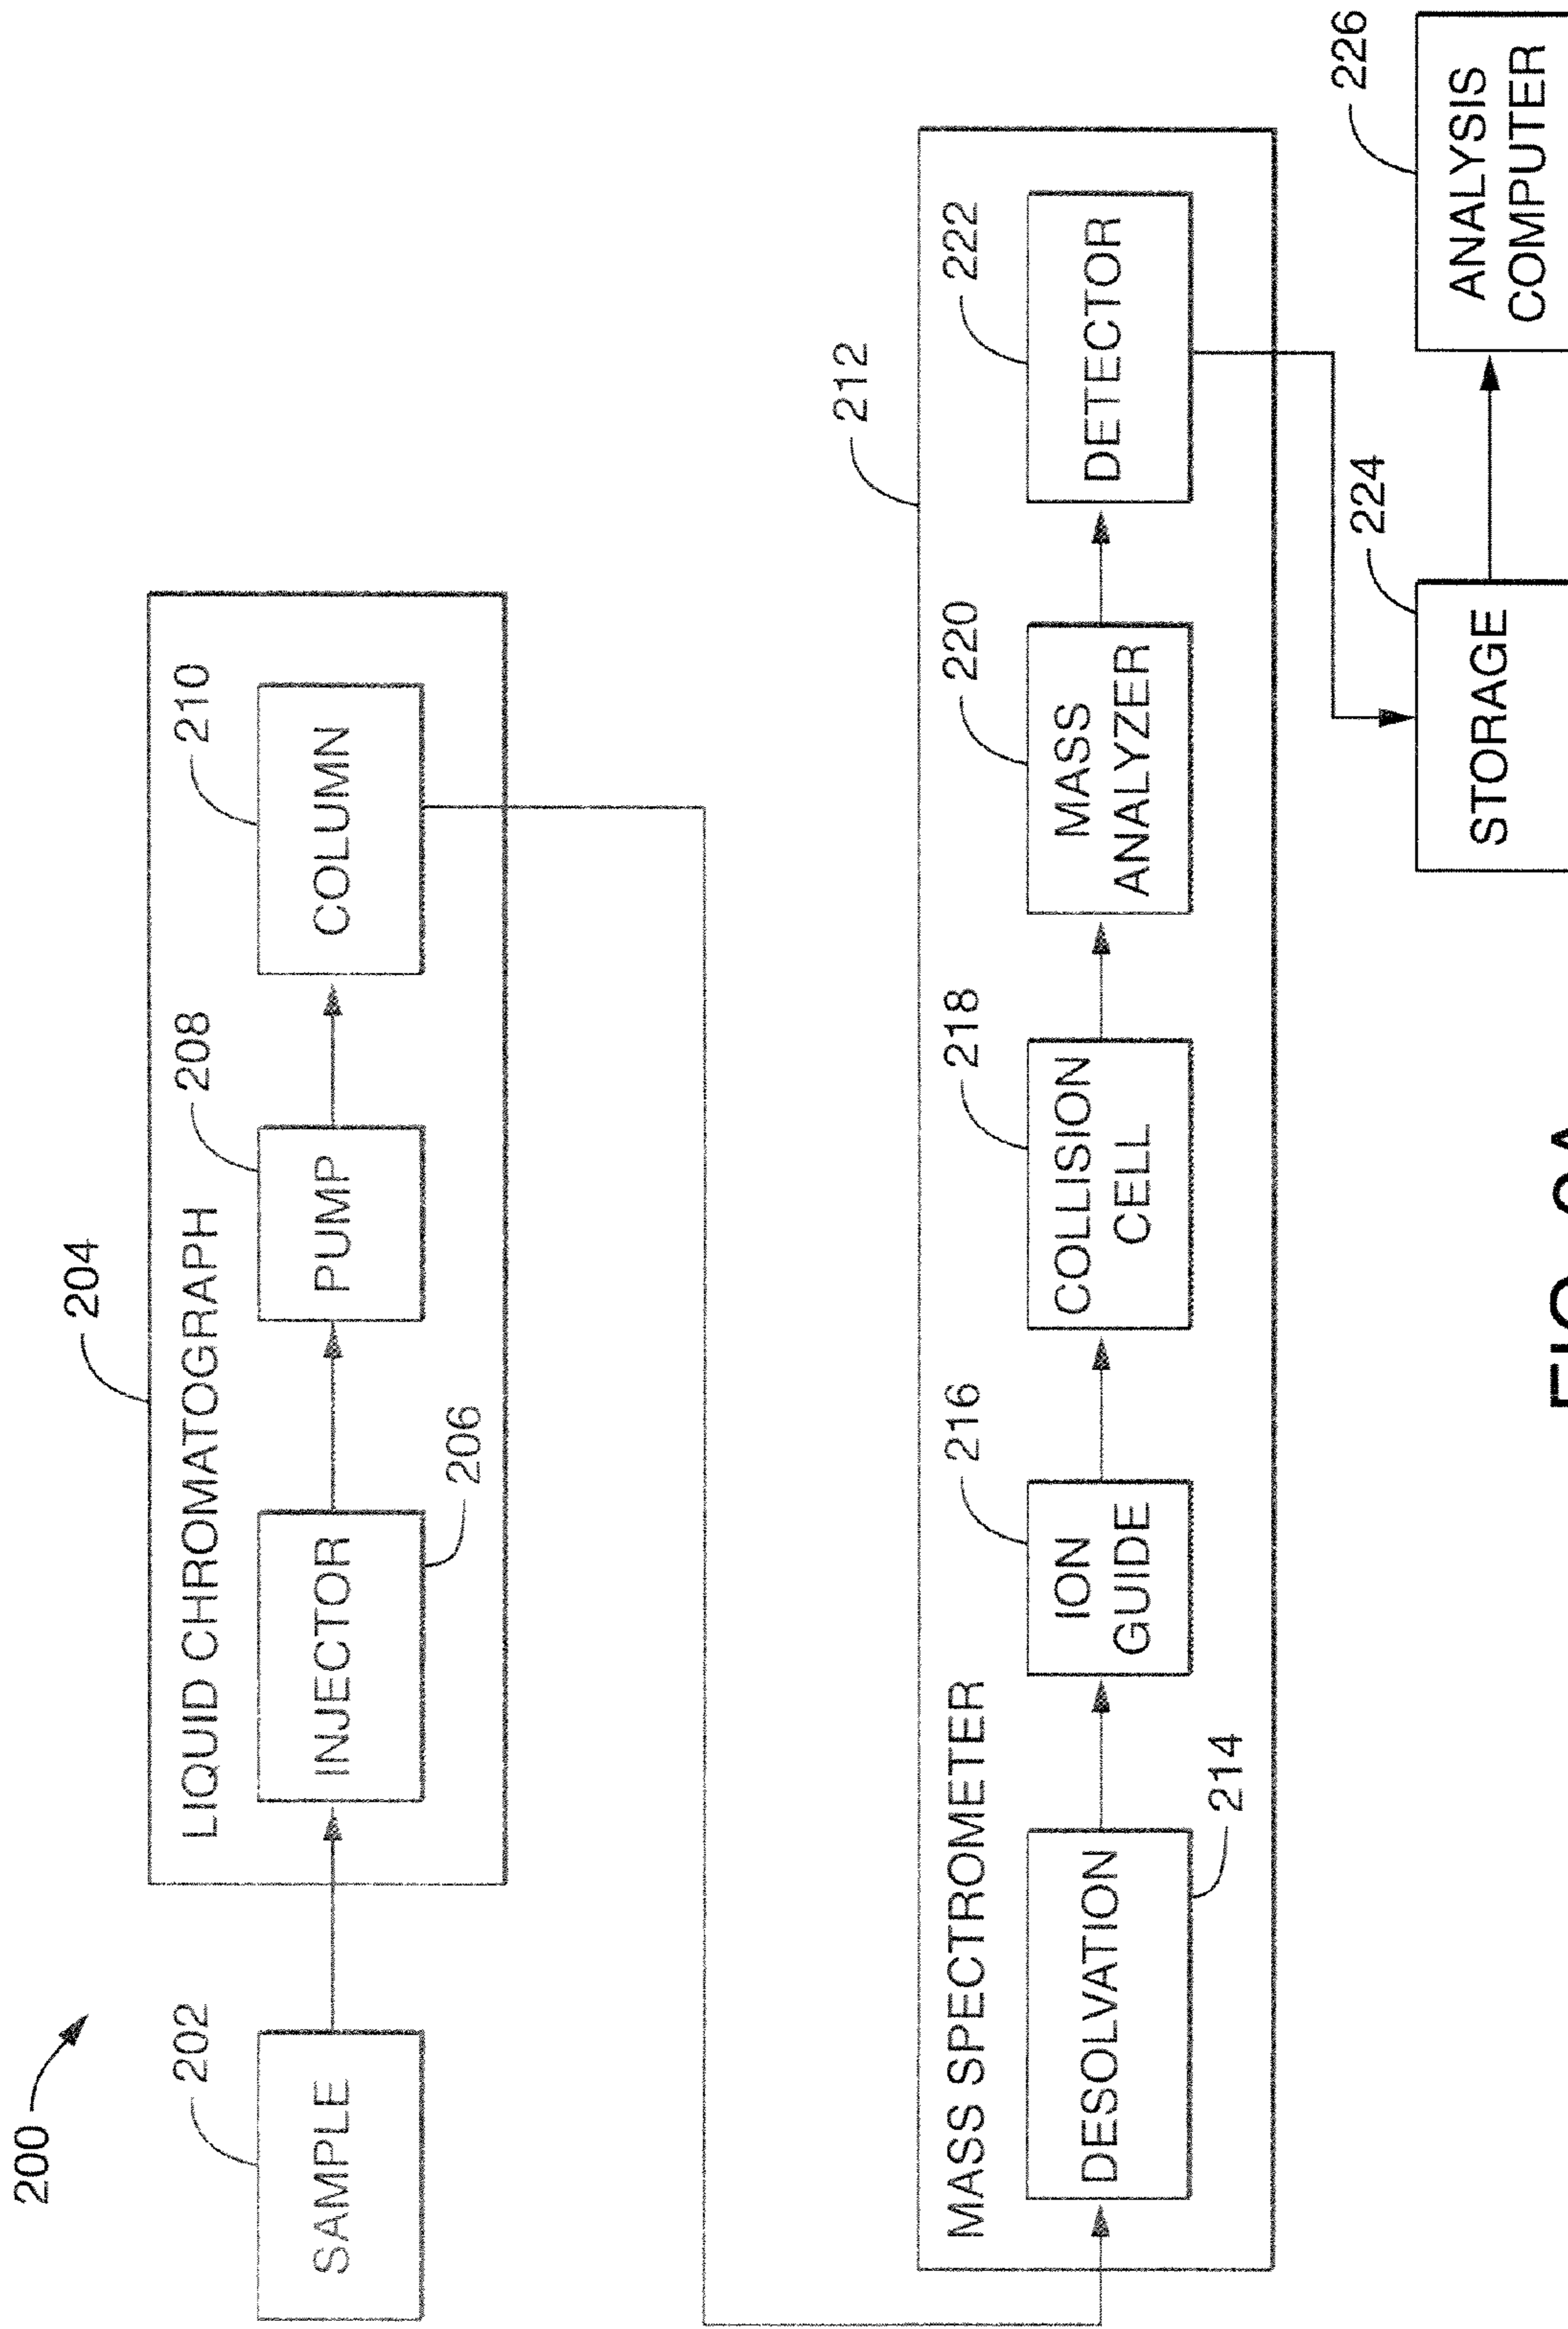 200
202
SAMPLE
204
LIQUID CHROMATOGRAPH
INJECTOR
206
208
PUMP
210
COLUMN
212
MASS SPECTROMETER
DESOLVATION
214
216
ION
GUIDE
218
COLLISION
CELL
220
MASS
ANALYZER
222
DETECTOR
224
STORAGE
226
ANALYSIS
COMPUTER